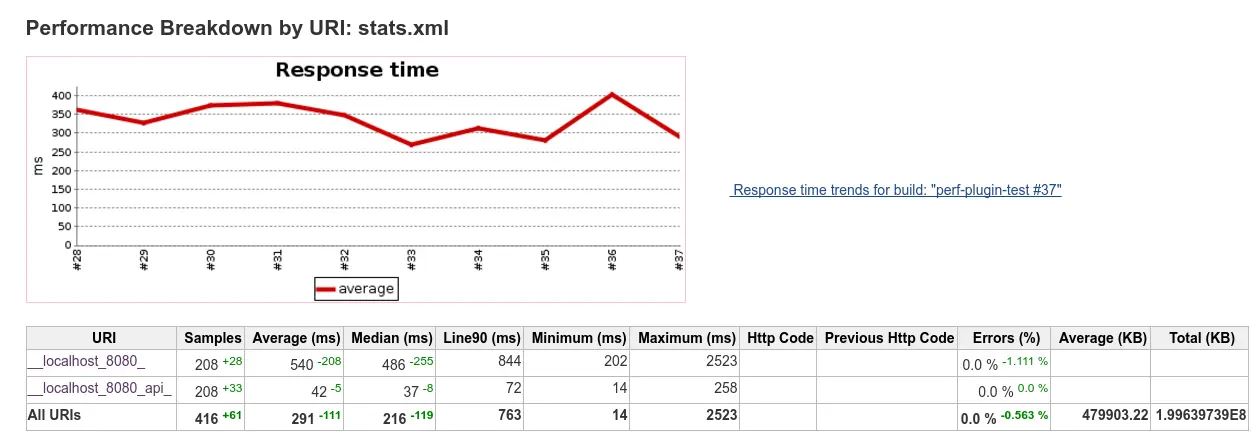 Performance Breakdown by URI: stats.xml
Response time
400
350
300
250
200
150
100
50
0
ms
#28 #29 #30 #31 #32 #33 #34 #35 #36 #37
average
Response time trends for build: "perf-plugin-test #37"
URI Samples Average (ms) Median (ms) Line90 (ms) Minimum (ms) Maximum (ms) Http Code Previous Http Code Errors (%) Average (KB) Total (KB)
__localhost_8080_ 208 +28 540 -208 486 -255 844 202 2523 0.0 % -1.111 %
__localhost_8080_api_ 208 +33 42 -5 37 -8 72 14 258 0.0 % 0.0 %
All URIs 416 +61 291 -111 216 -119 763 14 2523 0.0 % -0.563 % 479903.22 1.99639739E8